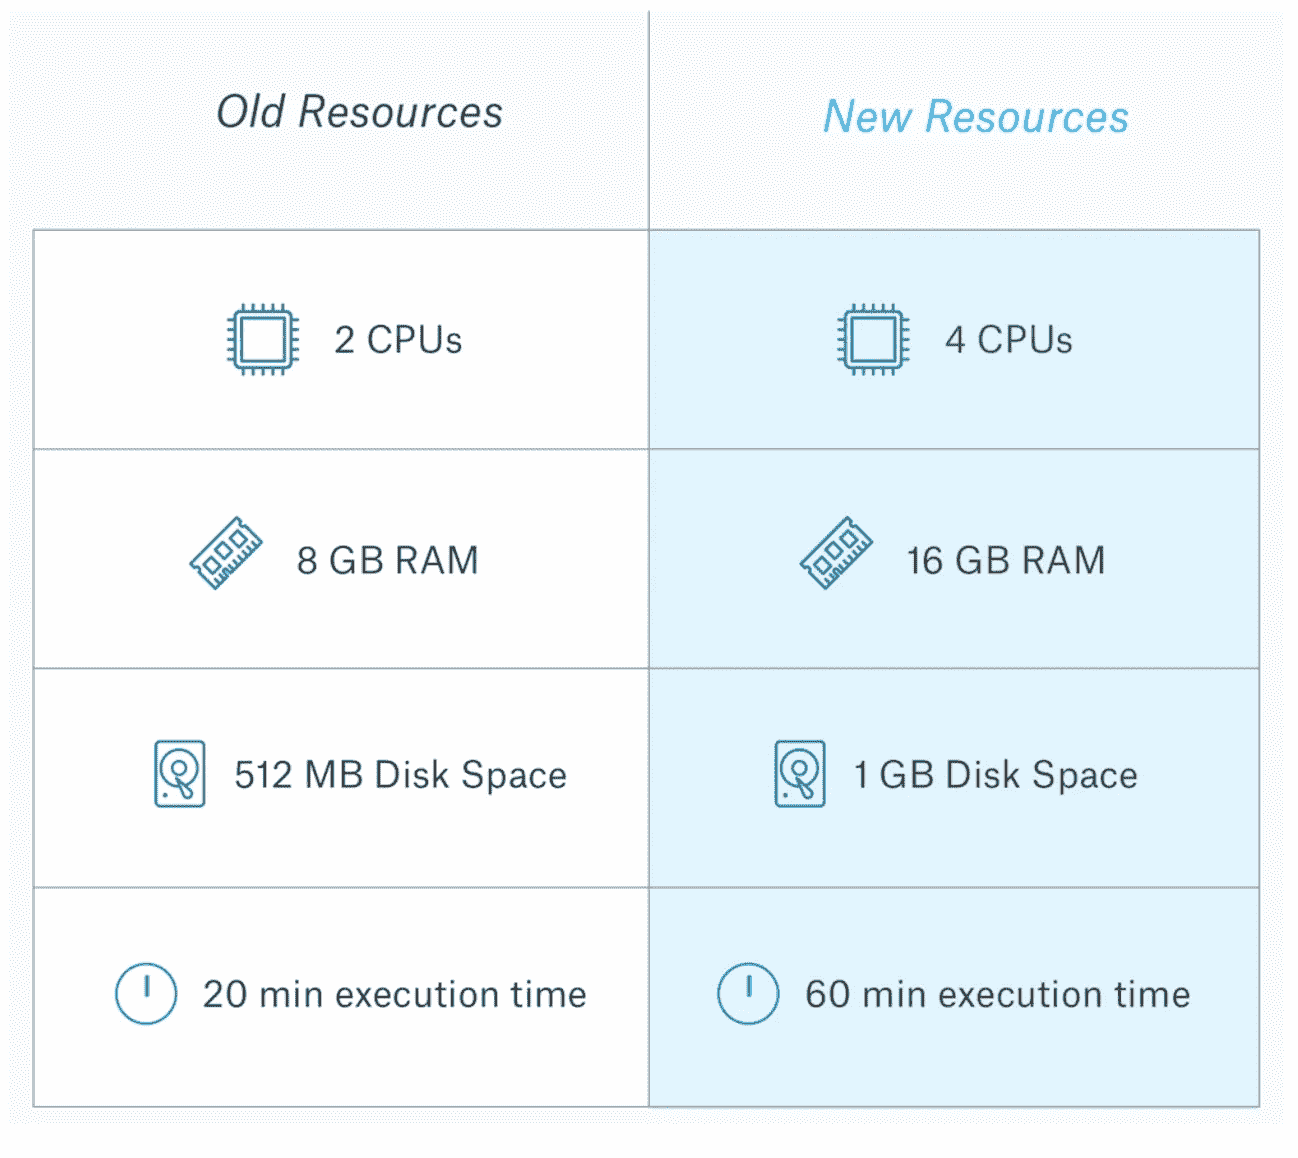 Old Resources
New Resources
2 CPUs
4 CPUs
8 GB RAM
16 GB RAM
512 MB Disk Space
1 GB Disk Space
20 min execution time
60 min execution time